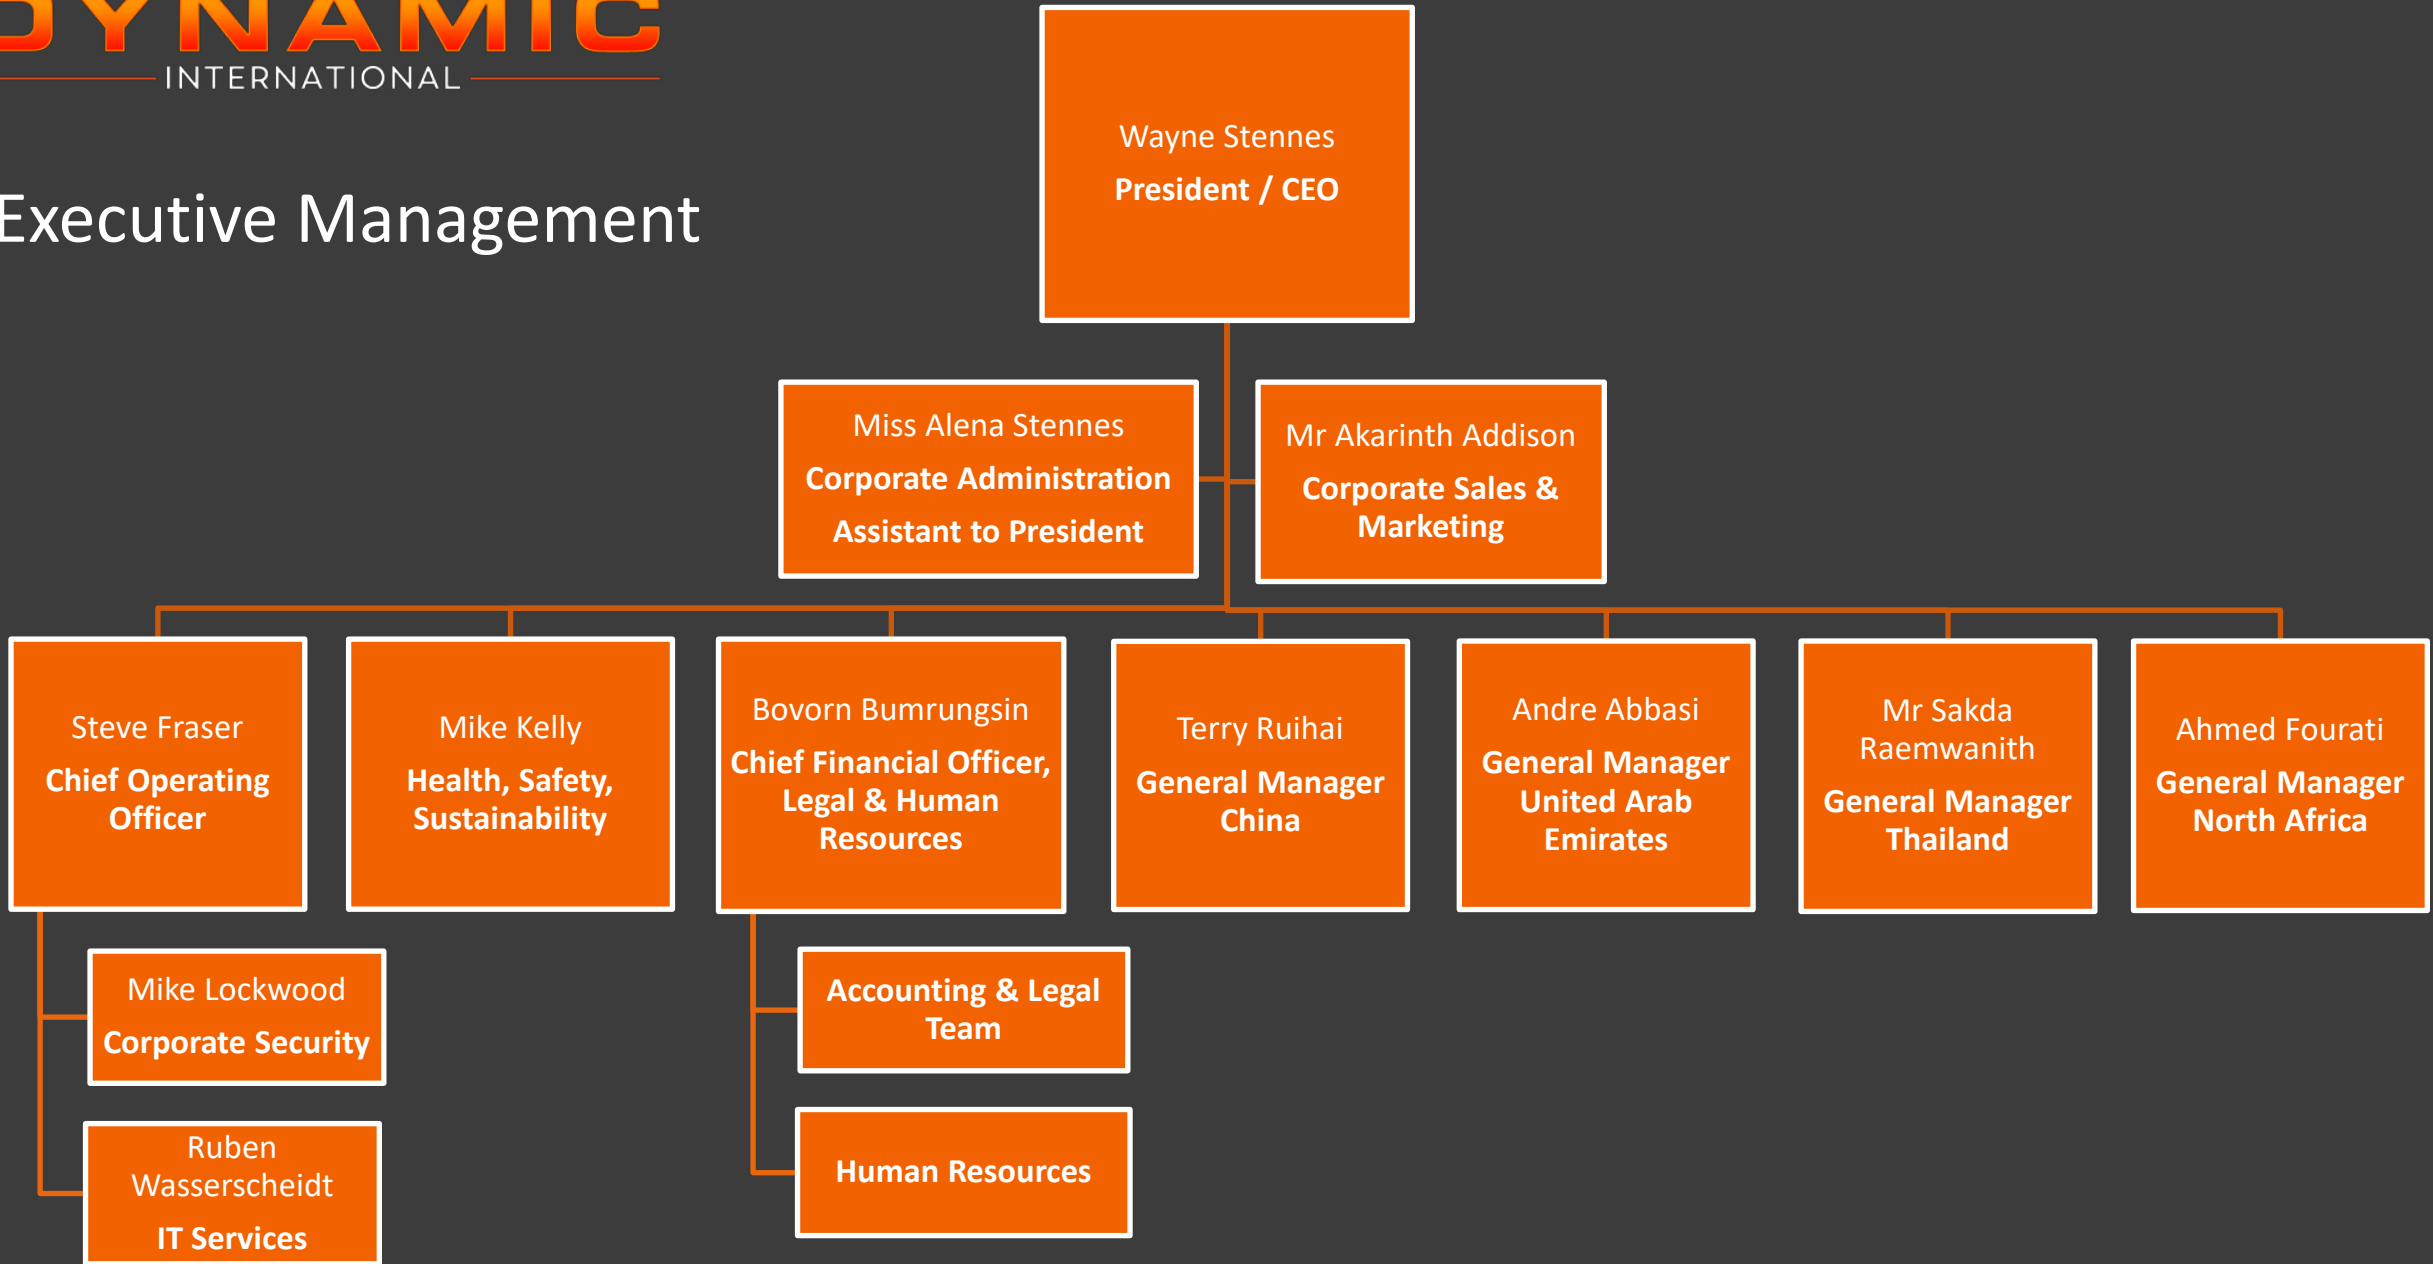 DYNAMIC
INTERNATIONAL
Executive Management
Wayne Stennes
President / CEO
Miss Alena Stennes
Corporate Administration
Assistant to President
Mr Akarinth Addison
Corporate Sales &
Marketing
Steve Fraser
Chief Operating
Officer
Mike Kelly
Health, Safety,
Sustainability
Bovorn Bumrungsin
Chief Financial Officer,
Legal & Human
Resources
Terry Ruihai
General Manager
China
Andre Abbasi
General Manager
United Arab
Emirates
Mr Sakda
Raemwanith
General Manager
Thailand
Ahmed Fourati
General Manager
North Africa
Mike Lockwood
Corporate Security
Ruben
Wasserscheidt
IT Services
Accounting & Legal
Team
Human Resources